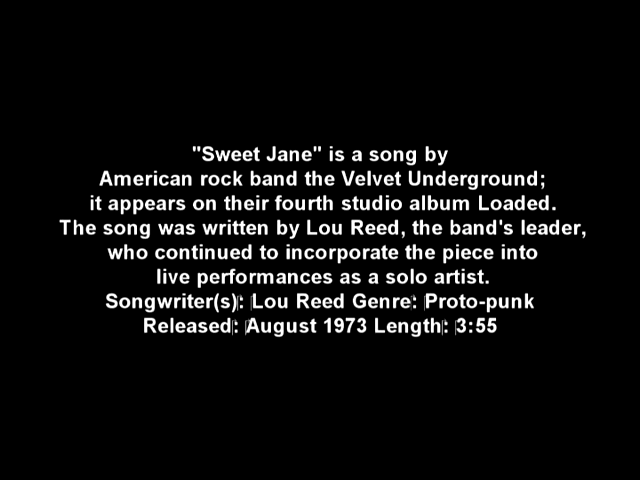 "Sweet Jane" is a song by
American rock band the Velvet Underground;
it appears on their fourth studio album Loaded.
The song was written by Lou Reed, the band's leader,
who continued to incorporate the piece into
live performances as a solo artist.
Songwriter(s): Lou Reed Genre: Proto-punk
Released: August 1973 Length: 3:55